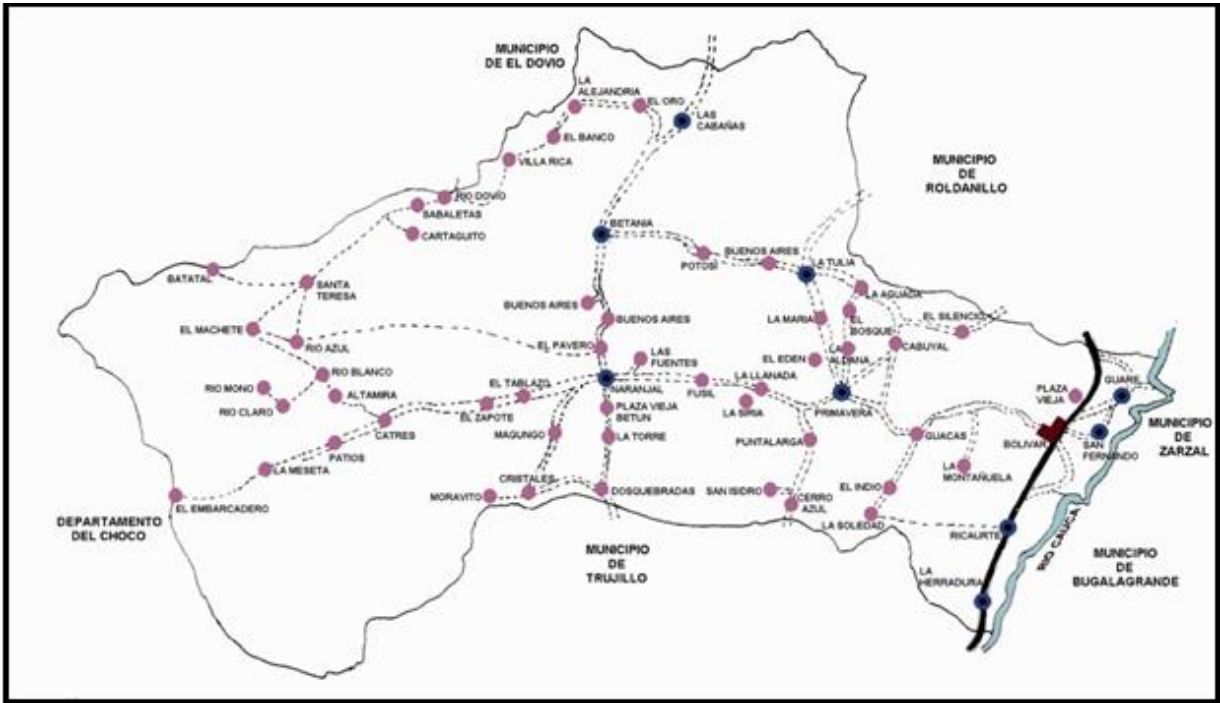 MUNICIPIO
DE EL DOVIO
LA
ALEJANDRIA
EL ORO
LAS
CABAÑAS
EL BANCO
VILLA RICA
MUNICIPIO
DE
ROLDANILLO
RIO DOVIO
SABALETAS
CARTAGUITO
BETANIA
POTOSÍ
BUENOS AIRES
LA TULIA
BATATAL
SANTA
TERESA
LA AGUADA
BUENOS AIRES
BUENOS AIRES
LA MARIA
EL
BOSQUE
EL SILENCIO
EL MACHETE
RIO AZUL
EL PAVERO
LAS
FUENTES
EL EDEN
LA
ALDANA
CABUYAL
RIO BLANCO
RIO MONO
ALTAMIRA
RIO CLARO
EL TABLAZO
EL ZAPOTE
NARANJAL
FUSIL
LA LLANADA
LA SIRIA
PRIMAVERA
PLAZA
VIEJA
GUARE
PLAZA VIEJA
BETUN
CATRES
MAGUNGO
LA TORRE
PUNTALARGA
GUACAS
BOLIVAR
SAN
FERNANDO
MUNICIPIO
DE
ZARZAL
PATIOS
LA MESETA
LA
MONTAÑUELA
EL EMBARCADERO
MORAVITO
CRISTALES
DOSQUEBRADAS
SAN ISIDRO
CERRO
AZUL
EL INDIO
LA SOLEDAD
RICAURTE
DEPARTAMENTO
DEL CHOCO
MUNICIPIO
DE
TRUJILLO
LA
HERRADURA
RIO CAUCA
MUNICIPIO
DE
BUGALAGRANDE